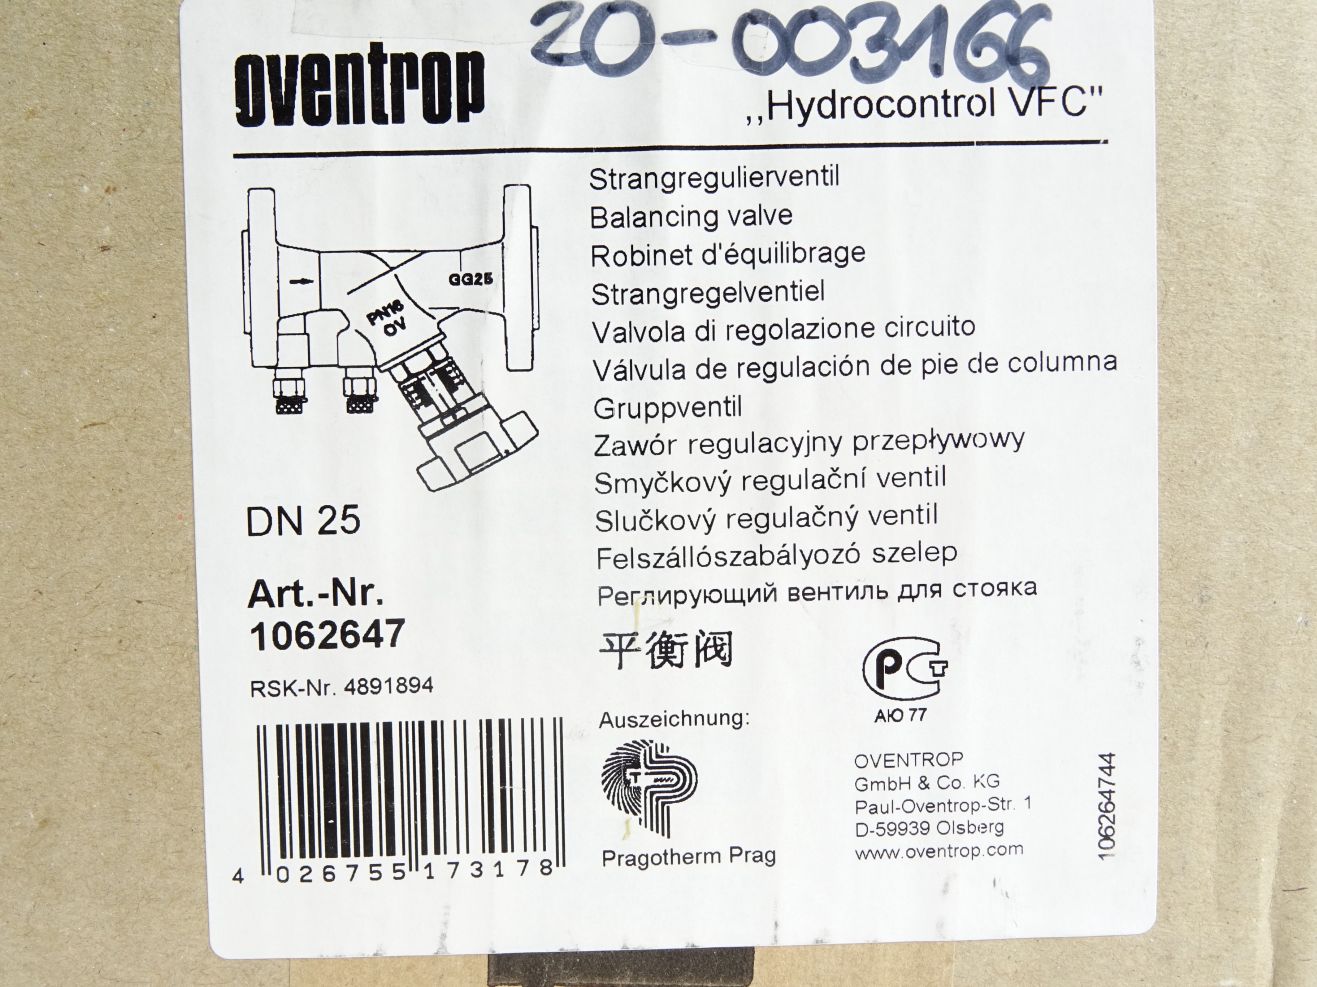 20-003166
oventrop
„Hydrocontrol VFC"
Strangregulierventil
Balancing valve
Robinet d'équilibrage
Strangregelventiel
Valvola di regolazione circuito
Válvula de regulación de pie de columna
Gruppventil
Zawór regulacyjny przepływowy
Smyčkový regulační ventil
Slučkový regulačný ventil
Felszállószabályozó szelep
Реглирующий вентиль для стояка
平衡阀
GG25
PN16
OV
DN 25
Art.-Nr.
1062647
RSK-Nr. 4891894
4 026755 173178
Auszeichnung:
Pragotherm Prag
РСТ
АЮ 77
OVENTROP
GmbH & Co. KG
Paul-Oventrop-Str. 1
D-59939 Olsberg
www.oventrop.com
106264744